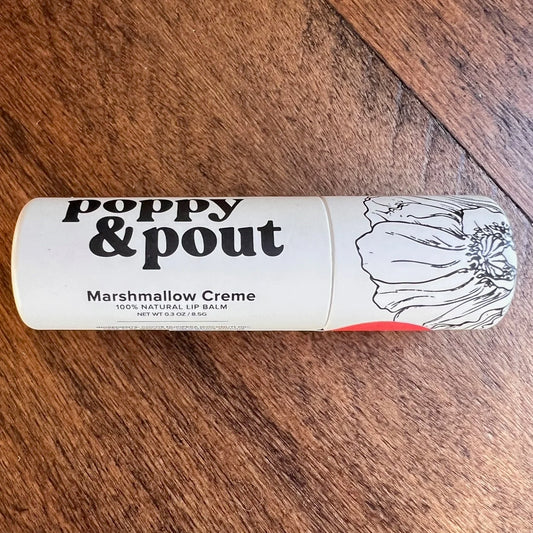 poppy
& pout
Marshmallow Creme
100% NATURAL LIP BALM
NET WT 0.3 OZ / 8.5G